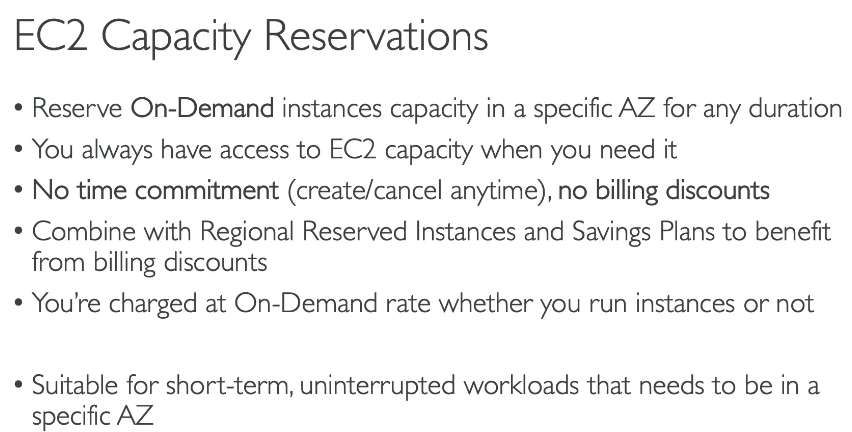 EC2 Capacity Reservations
• Reserve On-Demand instances capacity in a specific AZ for any duration
• You always have access to EC2 capacity when you need it
• No time commitment (create/cancel anytime), no billing discounts
• Combine with Regional Reserved Instances and Savings Plans to benefit
from billing discounts
• You're charged at On-Demand rate whether you run instances or not
• Suitable for short-term, uninterrupted workloads that needs to be in a
specific AZ